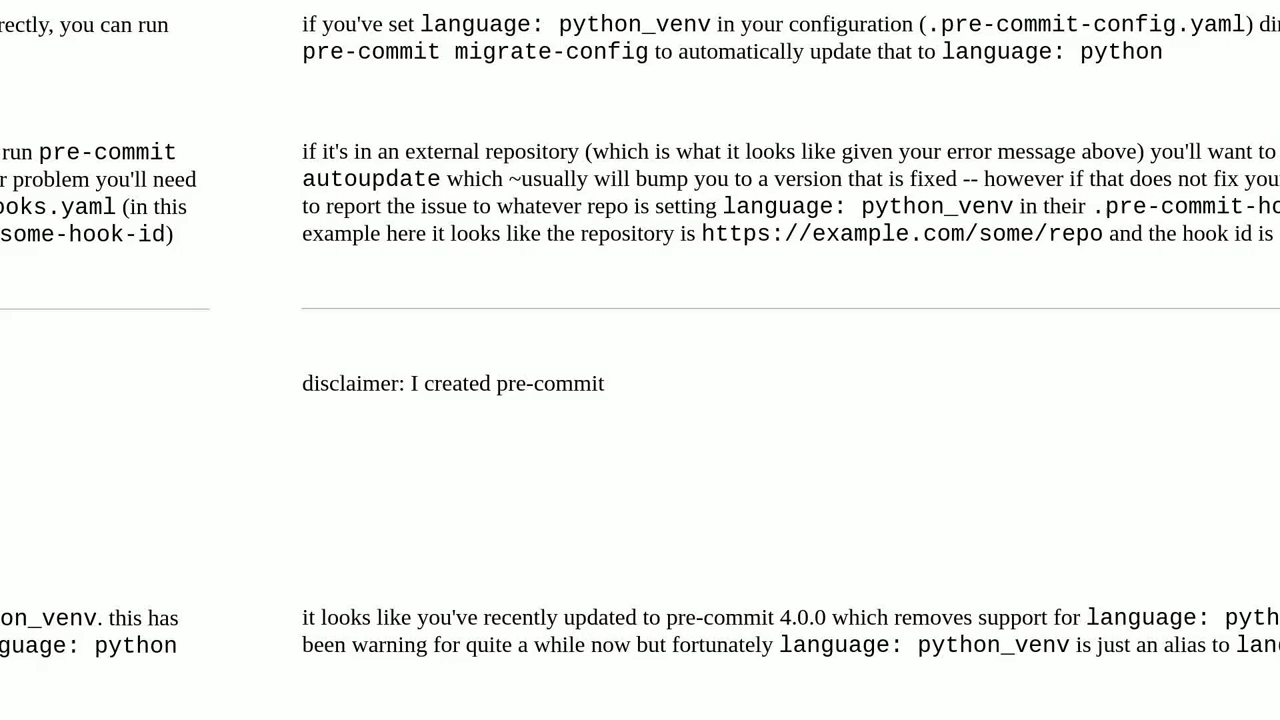 rectly, you can run
run pre-commit
r problem you'll need
ooks.yaml (in this
some-hook-id)
on_venv. this has
guage: python
if you've set language: python_venv in your configuration (.pre-commit-config.yaml) di
pre-commit migrate-config to automatically update that to language: python
if it's in an external repository (which is what it looks like given your error message above) you'll want to
autoupdate which ~usually will bump you to a version that is fixed -- however if that does not fix you
to report the issue to whatever repo is setting language: python_venv in their .pre-commit-ho
example here it looks like the repository is https://example.com/some/repo and the hook id is
disclaimer: I created pre-commit
it looks like you've recently updated to pre-commit 4.0.0 which removes support for language: pyth
been warning for quite a while now but fortunately language: python_venv is just an alias to lan